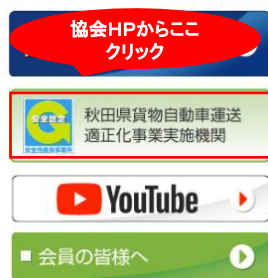 協会HPからここ
クリック
安全認定
G
安全性優良事業所
秋田県貨物自動車運送
適正化事業実施機関
YouTube
■ 会員の皆様へ